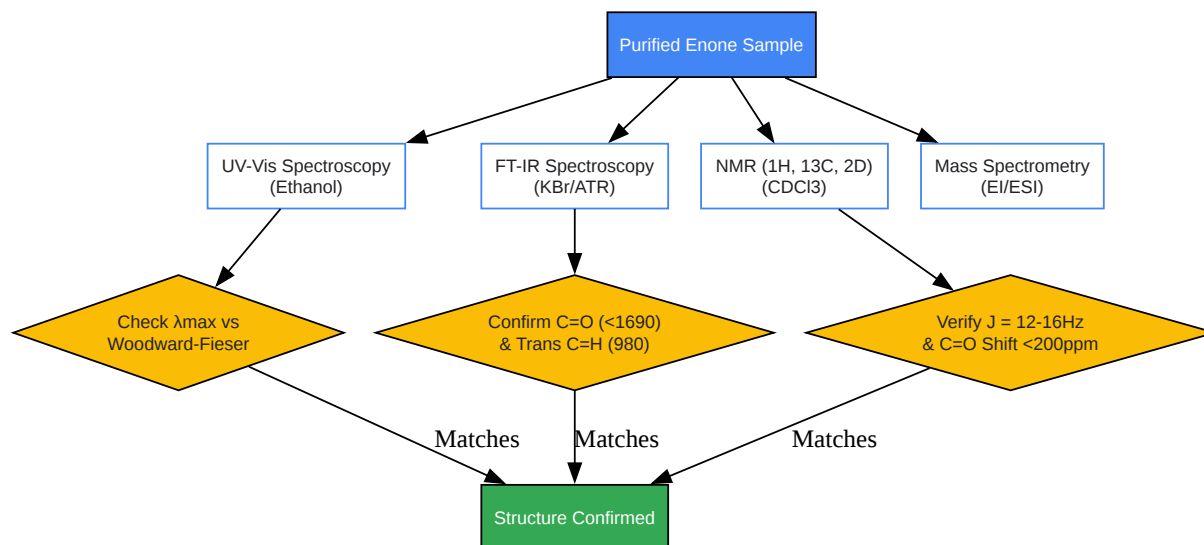 Purified Enone Sample
UV-Vis Spectroscopy
(Ethanol)
FT-IR Spectroscopy
(KBr/ATR)
NMR (1H, 13C, 2D)
(CDCl3)
Mass Spectrometry
(EI/ESI)
Check λmax vs
Woodward-Fieser
Confirm C=O (<1690)
& Trans C=H (980)
Verify J = 12-16Hz
& C=O Shift <200ppm
Matches
Matches
Matches
Structure Confirmed